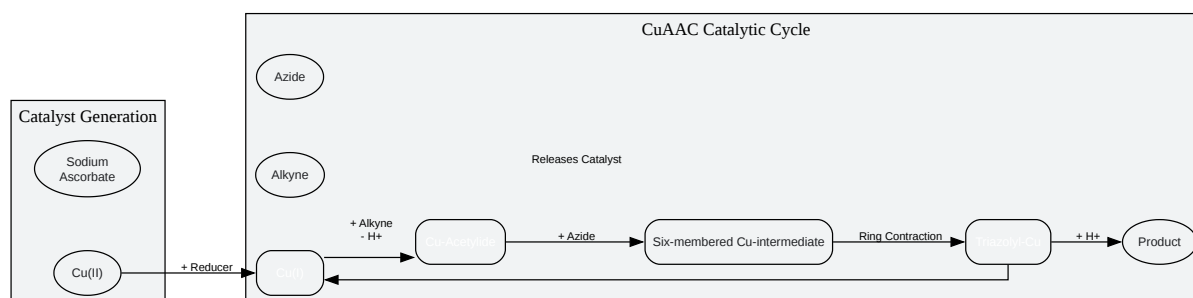 CuAAC Catalytic Cycle
Azide
Catalyst Generation
Sodium
Ascorbate
Alkyne
Releases Catalyst
+ Alkyne
- H+
Cu-Acetylide
+ Azide
Six-membered Cu-intermediate
Ring Contraction
Triazolyl-Cu
+ H+
Product
Cu(II)
+ Reducer
Cu(I)